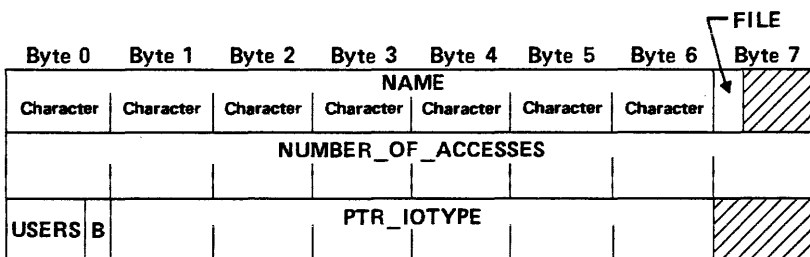 FILE
Byte 0 Byte 1 Byte 2 Byte 3 Byte 4 Byte 5 Byte 6 Byte 7
NAME
Character Character Character Character Character Character Character
NUMBER_OF_ACCESSES
PTR_IOTYPE
USERS B